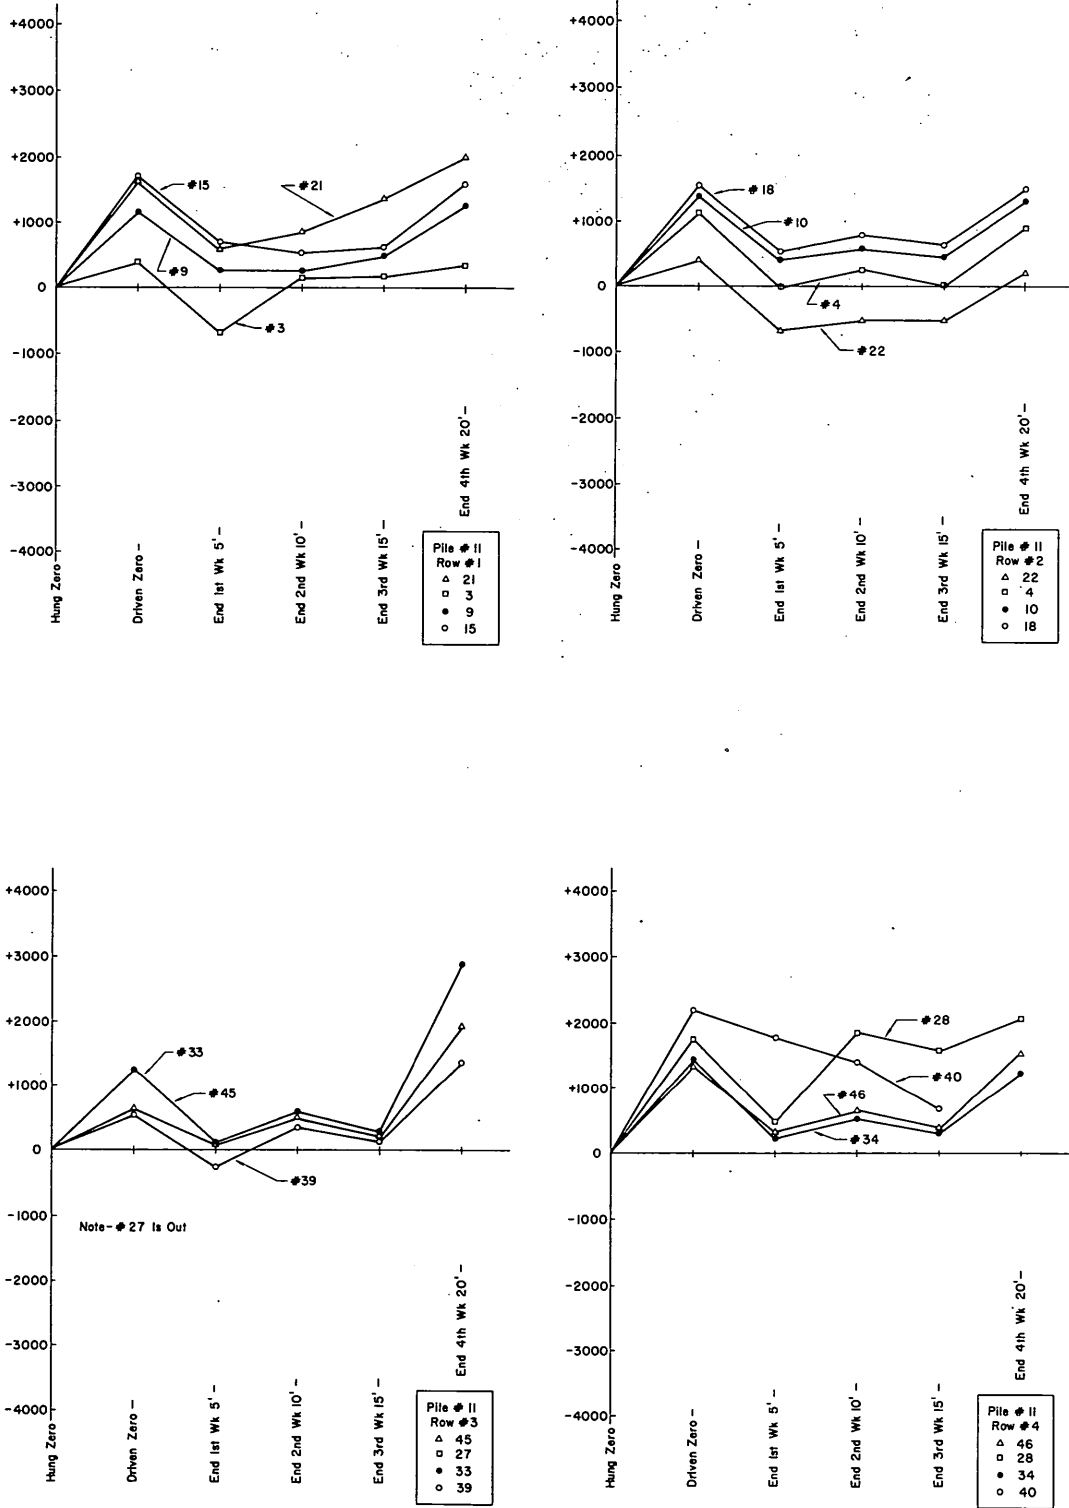 +4000
+3000
+2000
+1000
0
-1000
-2000
-3000
-4000
#15
#21
#9
#3
Hung Zero
Driven Zero
End 1st Wk 5'
End 2nd Wk 10'
End 3rd Wk 15'
End 4th Wk 20'
Pile # 11
Row #1
△ 21
□ 3
● 9
○ 15
+4000
+3000
+2000
+1000
0
-1000
-2000
-3000
-4000
#18
#10
#4
#22
Hung Zero
Driven Zero
End 1st Wk 5'
End 2nd Wk 10'
End 3rd Wk 15'
End 4th Wk 20'
Pile # 11
Row #2
△ 22
□ 4
● 10
○ 18
+4000
+3000
+2000
+1000
0
-1000
-2000
-3000
-4000
#33
#45
#39
Note-#27 Is Out
Hung Zero
Driven Zero
End 1st Wk 5'
End 2nd Wk 10'
End 3rd Wk 15'
End 4th Wk 20'
Pile # 11
Row #3
△ 45
□ 27
● 33
○ 39
+4000
+3000
+2000
+1000
0
-1000
-2000
-3000
-4000
#28
#40
#46
#34
Hung Zero
Driven Zero
End 1st Wk 5'
End 2nd Wk 10'
End 3rd Wk 15'
End 4th Wk 20'
Pile # 11
Row #4
△ 46
□ 28
● 34
○ 40